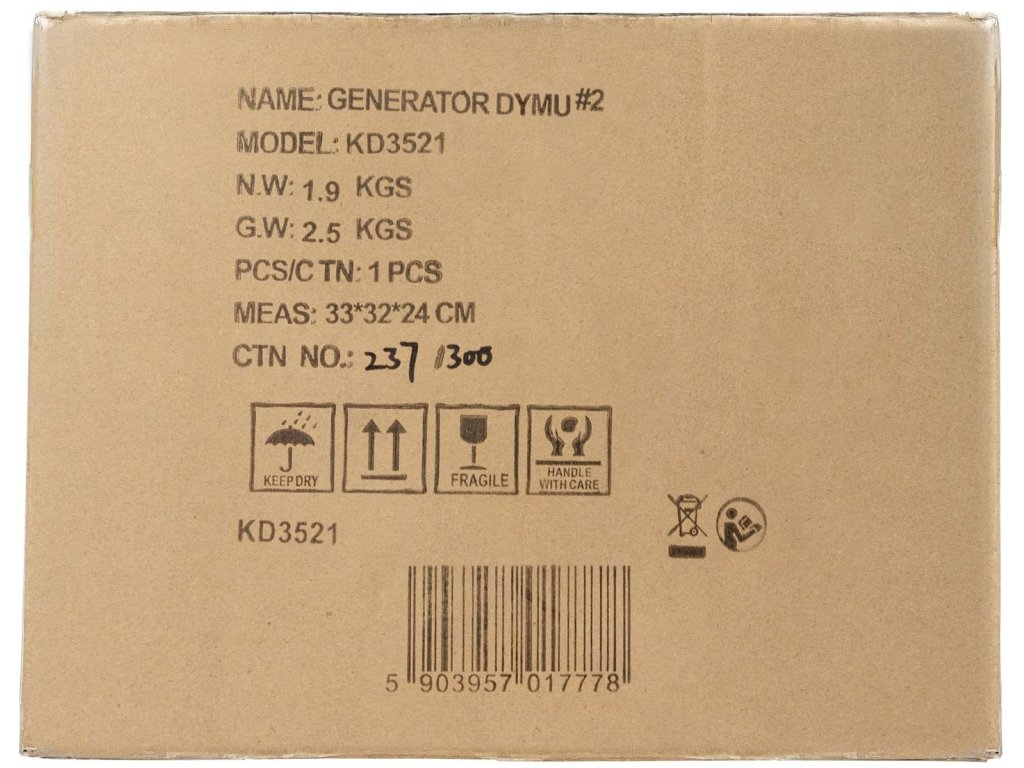 NAME: GENERATOR DYMU #2
MODEL: KD3521
N.W: 1.9 KGS
G.W: 2.5 KGS
PCS/C TN: 1 PCS
MEAS: 33*32*24 CM
CTN NO.: 237 /300
KEEP DRY
FRAGILE
HANDLE
WITH CARE
KD3521
5 903957 017778